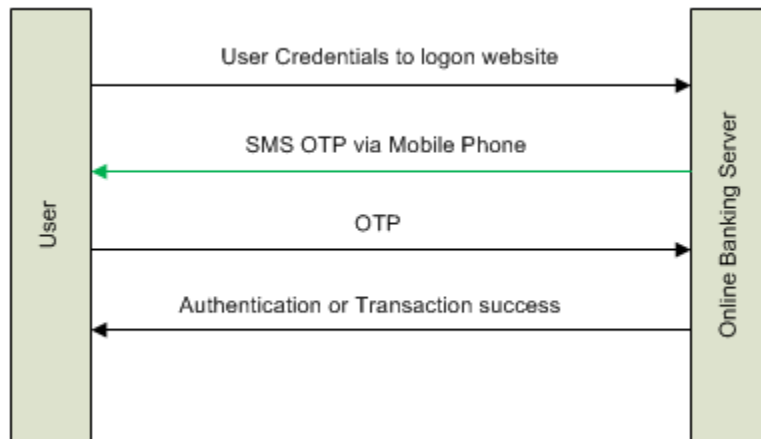 User Credentials to logon website
SMS OTP via Mobile Phone
OTP
Authentication or Transaction success
User
Online Banking Server